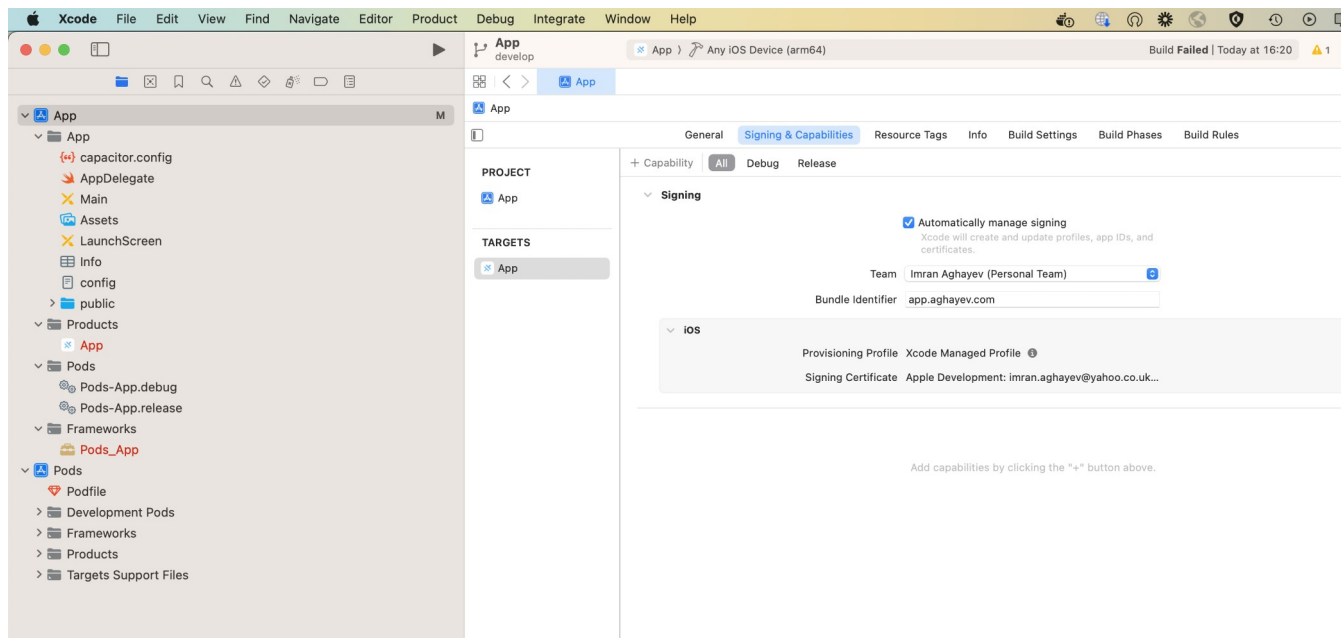 Xcode File Edit View Find Navigate Editor Product Debug Integrate Window Help
App
develop
App 〉 Any iOS Device (arm64)
Build Failed | Today at 16:20
1
App
App
App M
App
capacitor.config
AppDelegate
Main
Assets
LaunchScreen
Info
config
public
Products
App
Pods
Pods-App.debug
Pods-App.release
Frameworks
Pods_App
Pods
Podfile
Development Pods
Frameworks
Products
Targets Support Files
General Signing & Capabilities Resource Tags Info Build Settings Build Phases Build Rules
PROJECT
App
TARGETS
App
+ Capability All Debug Release
Signing
Automatically manage signing
Xcode will create and update profiles, app IDs, and
certificates.
Team Imran Aghayev (Personal Team)
Bundle Identifier app.aghayev.com
iOS
Provisioning Profile Xcode Managed Profile
Signing Certificate Apple Development: imran.aghayev@yahoo.co.uk...
Add capabilities by clicking the "+" button above.